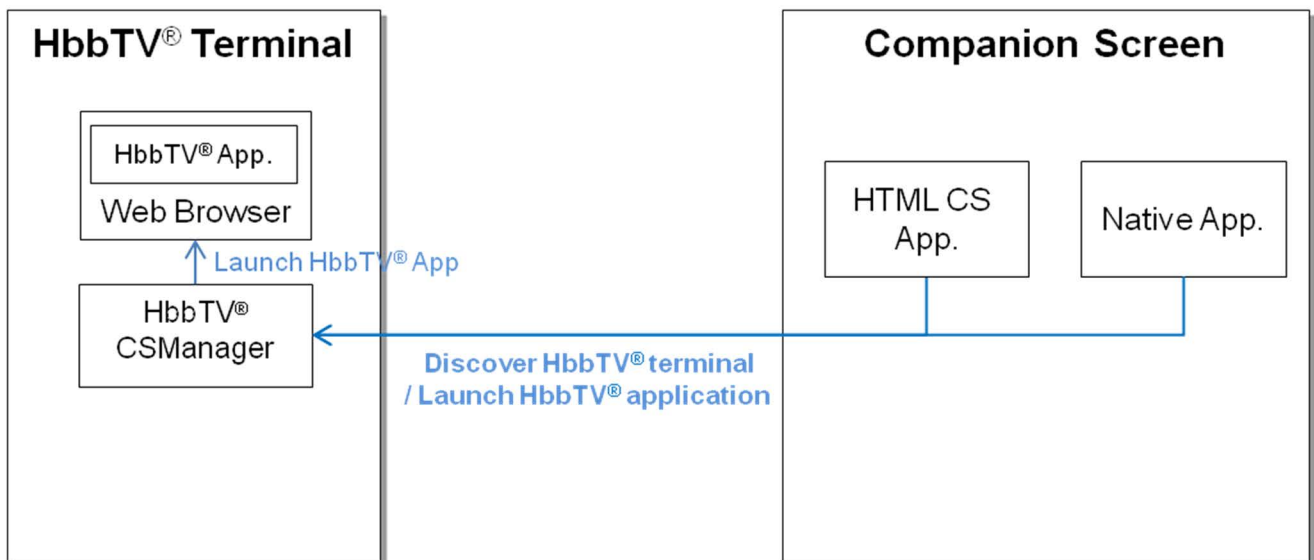 HbbTV® Terminal
HbbTV® App.
Web Browser
Launch HbbTV® App
HbbTV®
CSManager
Discover HbbTV® terminal
/ Launch HbbTV® application
Companion Screen
HTML CS
App.
Native App.